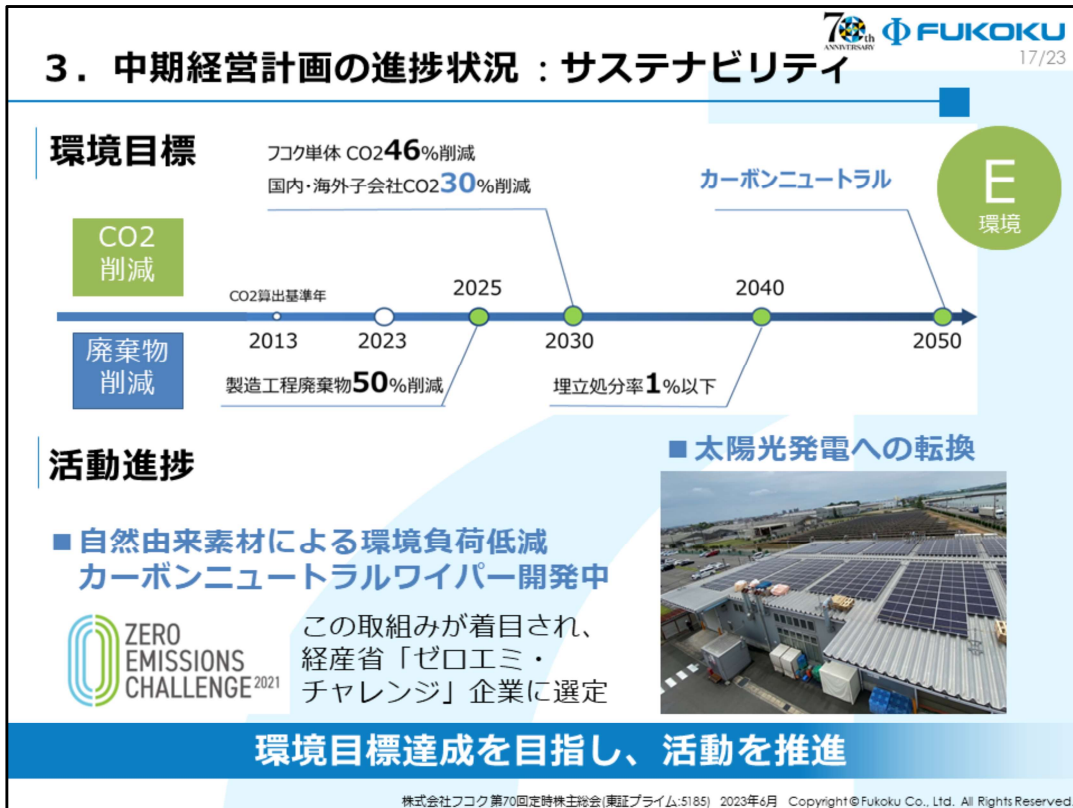 70th
ANNIVERSARY
FUKOKU
17/23
3．中期経営計画の進捗状況：サステナビリティ
環境目標
フコク単体 CO2 46%削減
国内・海外子会社CO2 30%削減
カーボンニュートラル
E
環境
CO2
削減
CO2算出基準年
2025
2040
2013
2023
2030
2050
廃棄物
削減
製造工程廃棄物50%削減
埋立処分率1%以下
活動進捗
■太陽光発電への転換
■自然由来素材による環境負荷低減
カーボンニュートラルワイパー開発中
ZERO
EMISSIONS
CHALLENGE 2021
この取組みが着目され、
経産省「ゼロエミ・
チャレンジ」企業に選定
環境目標達成を目指し、活動を推進
株式会社フコク 第70回定時株主総会(東証プライム:5185) 2023年6月 Copyright©Fukoku Co., Ltd. All Rights Reserved